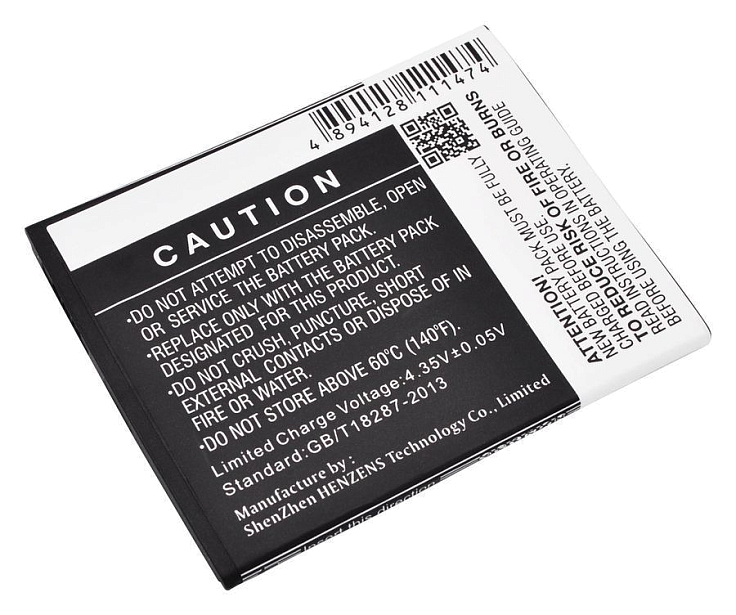 4 894128 111474
CAUTION
•DO NOT ATTEMPT TO DISASSEMBLE, OPEN
OR SERVICE THE BATTERY PACK.
•REPLACE ONLY WITH THE BATTERY PACK
DESIGNATED FOR THIS PRODUCT.
•DO NOT CRUSH, PUNCTURE, SHORT
EXTERNAL CONTACTS OR DISPOSE OF IN
FIRE OR WATER.
•DO NOT STORE ABOVE 60℃ (140℉).
Limited Charge Voltage:4.35V±0.05V
Standard:GB/T18287-2013
Manufacture by:
ShenZhen HENZENS Technology Co., Limited
Insert this direction
ATTENTION!
NEW BATTERY PACK MUST BE FULLY
CHARGED BEFORE USE.
TO REDUCE RISK OF FIRE OR BURNS
READ INSTRUCTIONS IN OPERATING GUIDE
BEFORE USING THE BATTERY.